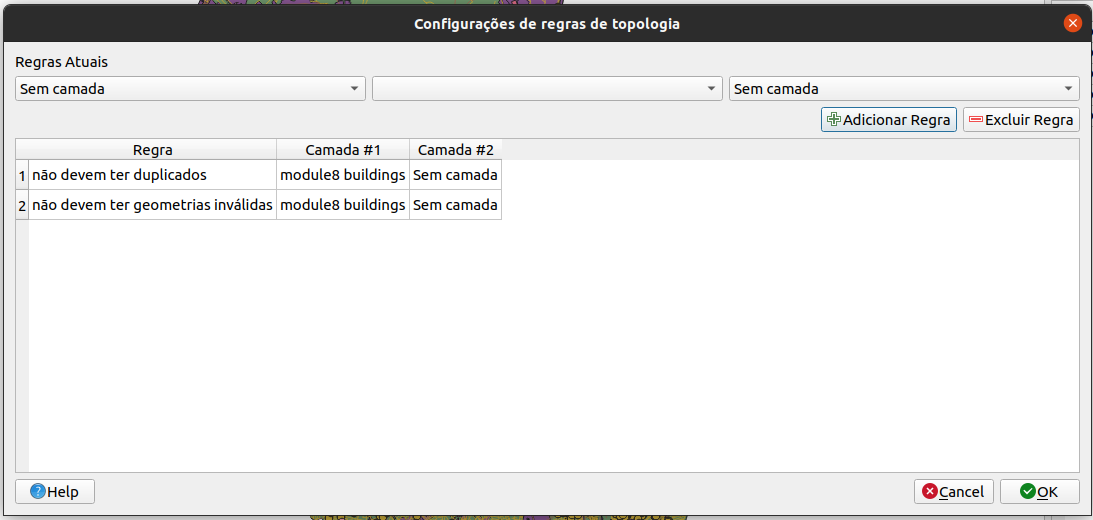 Configurações de regras de topologia
Regras Atuais
Sem camada Sem camada
Adicionar Regra Excluir Regra
Regra Camada #1 Camada #2
1 não devem ter duplicados module8 buildings Sem camada
2 não devem ter geometrias inválidas module8 buildings Sem camada
Help Cancel OK